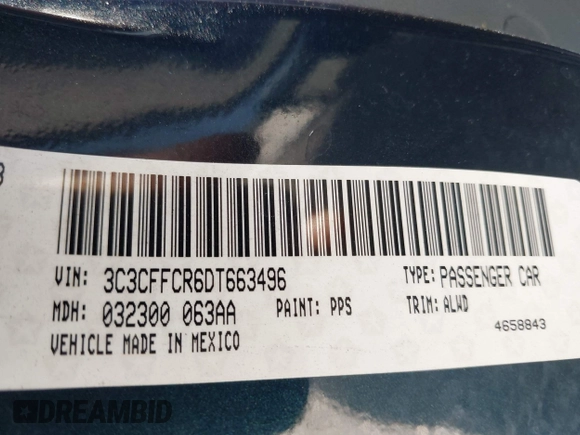 VIN: 3C3CFFCR6DT663496 TYPE: PASSENGER CAR
MDH: 032300 063AA PAINT: PPS TRIM: ALWD
VEHICLE MADE IN MEXICO 4658843
DREAMBID